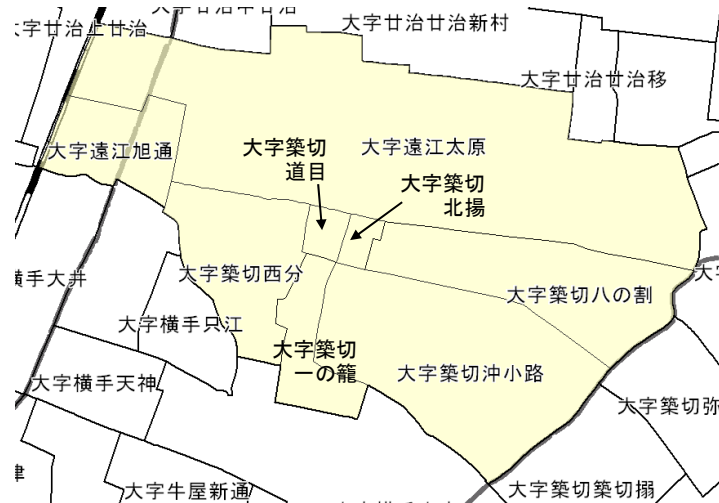 大字廿治上廿治
大字廿治廿治新村
大字廿治廿治移
大字遠江旭通
大字築切
道目
大字遠江太原
大字築切
北揚
横手大井
大字築切西分
大字築切八の割
大字横手只江
大字築切
一の籠
大字築切沖小路
大字横手天神
大字築切弥
津
大字牛屋新通
大字築切築切搦